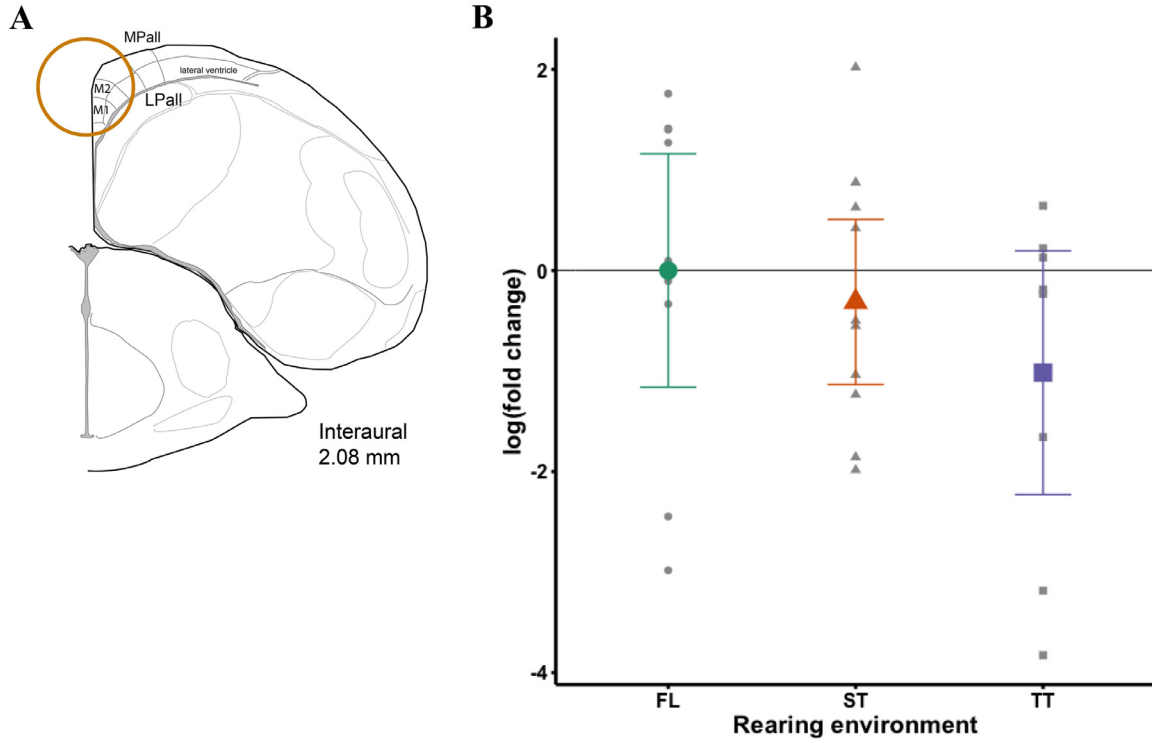 A
MPall
lateral ventricle
M2
LPall
M1
Interaural
2.08 mm
B
log(fold change)
2
0
-2
-4
FL ST TT
Rearing environment